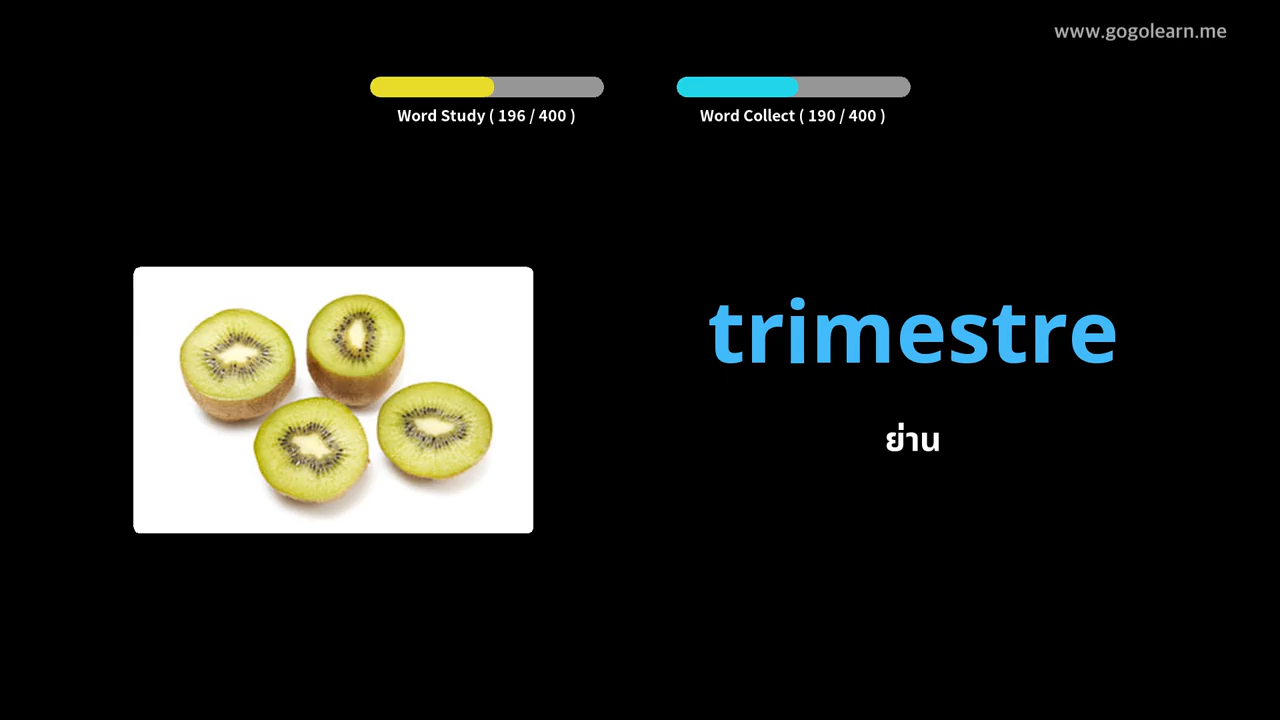 www.gogolearn.me
Word Study ( 196 / 400 )
Word Collect ( 190 / 400 )
trimestre
ย่าน